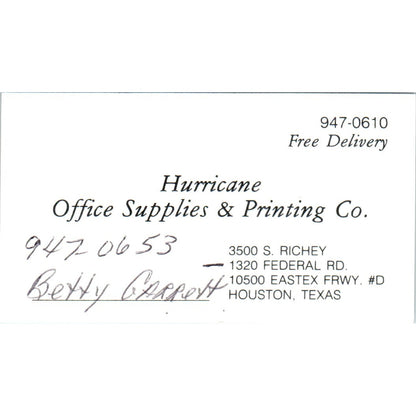 947-0610
Free Delivery
Hurricane
Office Supplies & Printing Co.
947-0653
Betty Garrett
3500 S. RICHEY
1320 FEDERAL RD.
10500 EASTEX FRWY. #D
HOUSTON, TEXAS